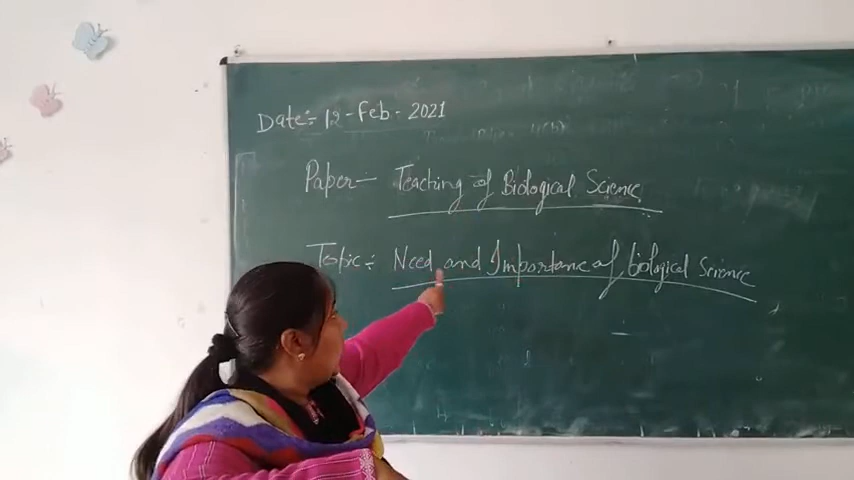 Date:- 12 - Feb - 2021
Paper - Teaching of Biological Science
Topic :- Need and Importance of biological Science